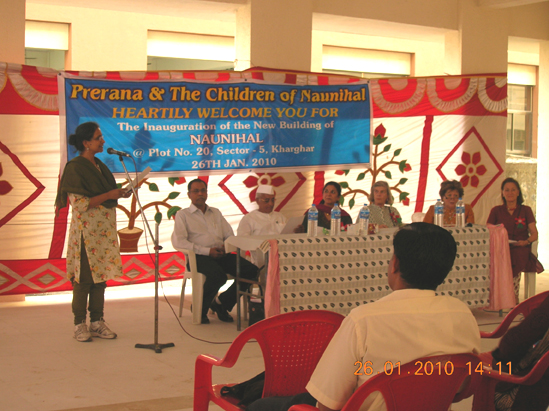 Prerana & The Children of Naunihal
HEARTILY WELCOME YOU FOR
The Inauguration of the New Building of
NAUNIHAL
@ Plot No. 20, Sector - 5, Kharghar
26TH JAN, 2010
26.01.2010 14:11